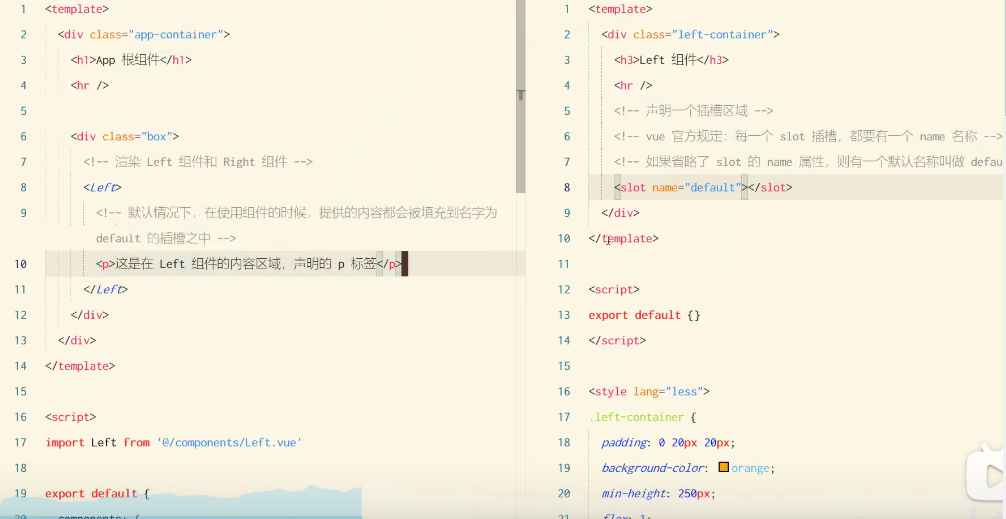 1 <template>
2 <div class="app-container">
3 <h1>App 根组件</h1>
4 <hr />
5
6 <div class="box">
7 <!-- 渲染 Left 组件和 Right 组件 -->
8 <Left>
9 <!-- 默认情况下，在使用组件的时候，提供的内容都会被填充到名字为
default 的插槽之中 -->
10 <p>这是在 Left 组件的内容区域，声明的 p 标签</p>
11 </Left>
12 </div>
13 </div>
14 </template>
15
16 <script>
17 import Left from '@/components/Left.vue'
18
19 export default {
20 components: {
1 <template>
2 <div class="left-container">
3 <h3>Left 组件</h3>
4 <hr />
5 <!-- 声明一个插槽区域 -->
6 <!-- vue 官方规定：每一个 slot 插槽，都要有一个 name 名称 -->
7 <!-- 如果省略了 slot 的 name 属性，则有一个默认名称叫做 defau
8 <slot name="default"></slot>
9 </div>
10 </template>
11
12 <script>
13 export default {}
14 </script>
15
16 <style lang="less">
17 .left-container {
18 padding: 0 20px 20px;
19 background-color: orange;
20 min-height: 250px;
21 flex: 1;